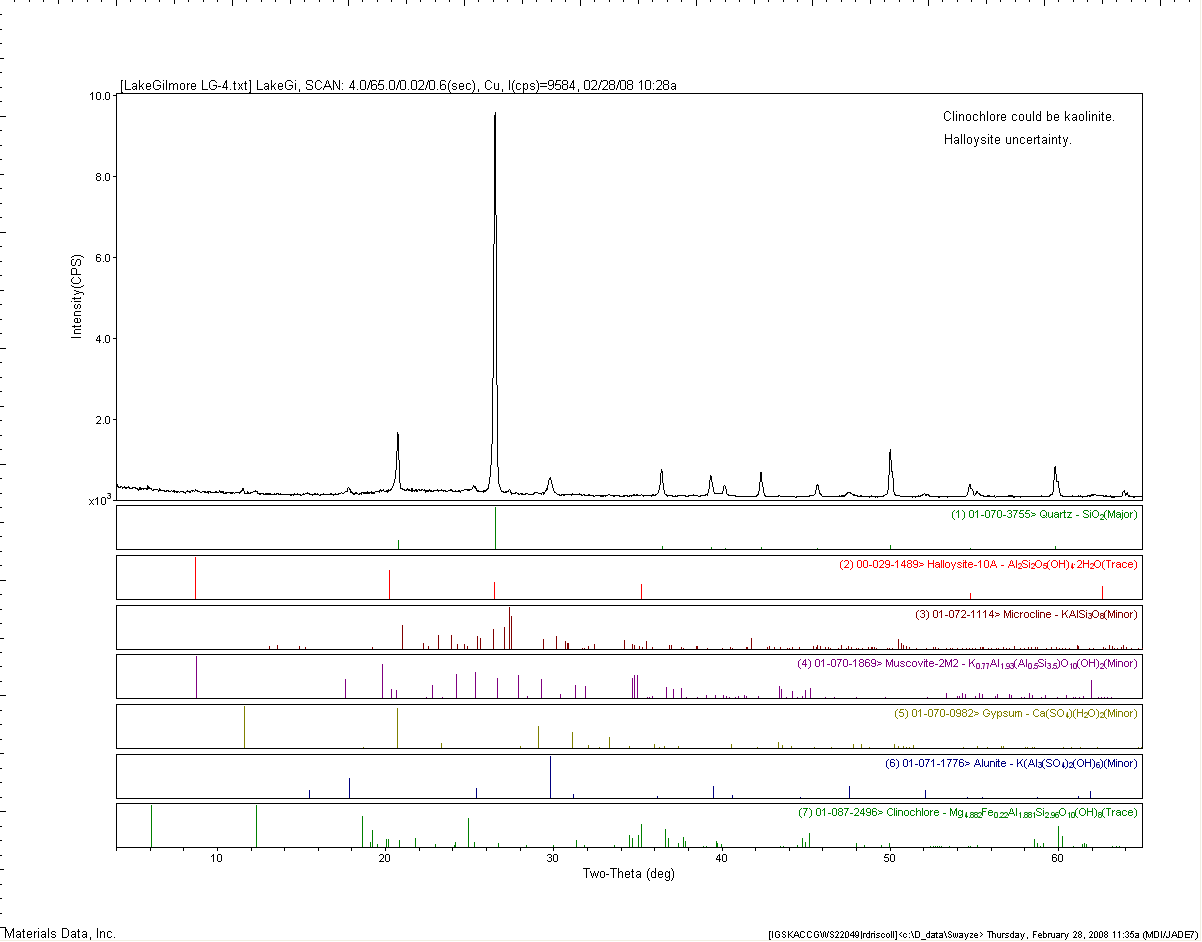 [LakeGilmore LG-4.txt] LakeGi, SCAN: 4.0/65.0/0.02/0.6(sec), Cu, I(cps)=9584, 02/28/08 10:28a
10.0
Clinochlore could be kaolinite.
Halloysite uncertainty.
8.0
6.0
Intensity(CPS)
4.0
2.0
x10^3
(1) 01-070-3755> Quartz - SiO2(Major)
(2) 00-029-1489> Halloysite-10A - Al2Si2O5(OH)4·2H2O(Trace)
(3) 01-072-1114> Microcline - KAlSi3O8(Minor)
(4) 01-070-1869> Muscovite-2M2 - K0.77Al1.93(Al0.5Si3.5)O10(OH)2(Minor)
(5) 01-070-0982> Gypsum - Ca(SO4)(H2O)2(Minor)
(6) 01-071-1776> Alunite - K(Al3(SO4)2(OH)6)(Minor)
(7) 01-087-2496> Clinochlore - Mg4.882Fe0.22Al1.881Si2.96O10(OH)8(Trace)
10 20 30 40 50 60
Two-Theta (deg)
Materials Data, Inc.
[IGSKACCGWS22049|rdriscoll]<c:\D_data\Swayze> Thursday, February 28, 2008 11:35a (MDI/JADE7)